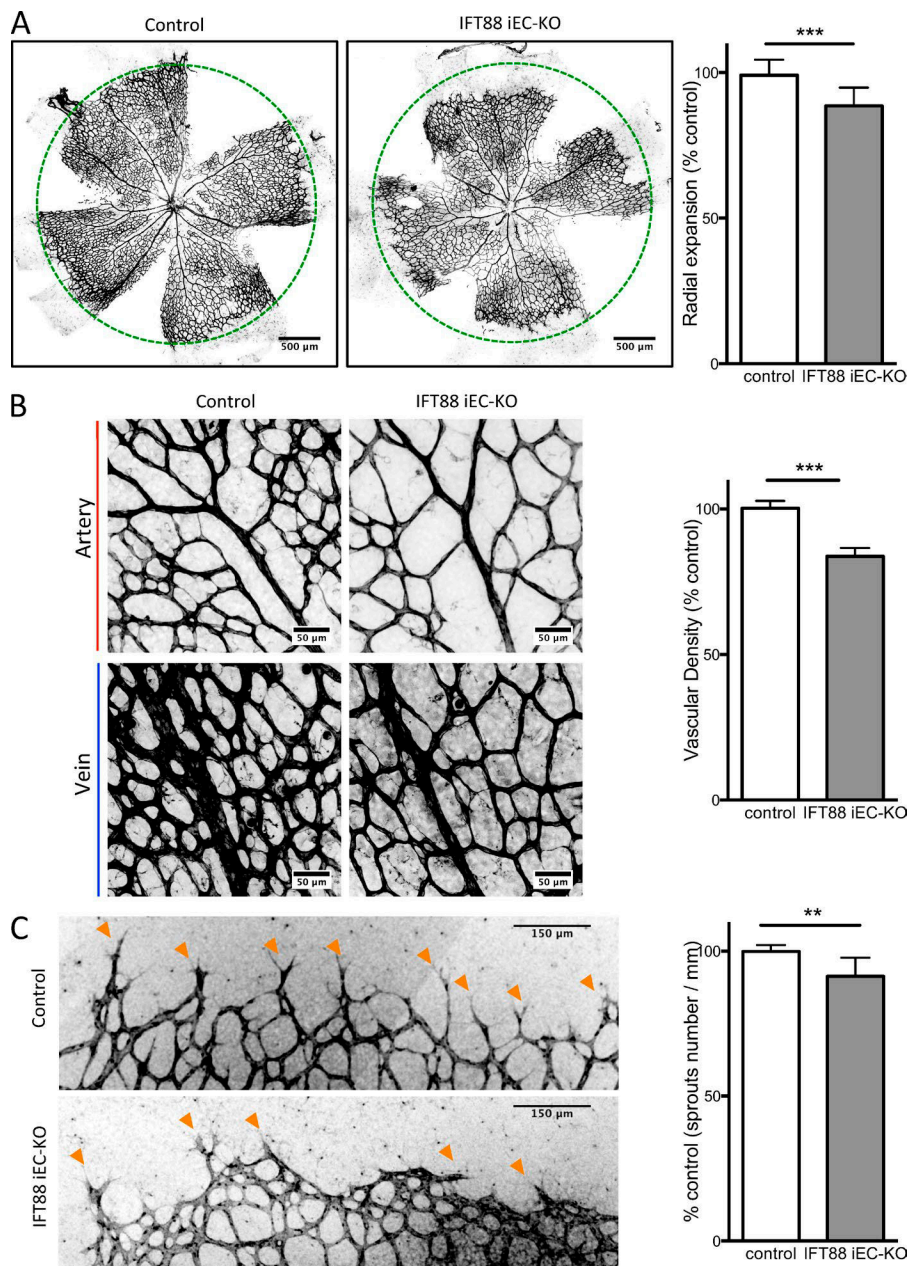 A
Control
IFT88 iEC-KO
500 µm
500 µm
Radial expansion (% control)
100
50
0
***
control IFT88 iEC-KO
B
Control
IFT88 iEC-KO
Artery
50 µm
50 µm
Vein
50 µm
50 µm
Vascular Density (% control)
100
50
0
***
control IFT88 iEC-KO
C
Control
150 µm
IFT88 iEC-KO
150 µm
% control (sprouts number / mm)
100
50
0
**
control IFT88 iEC-KO